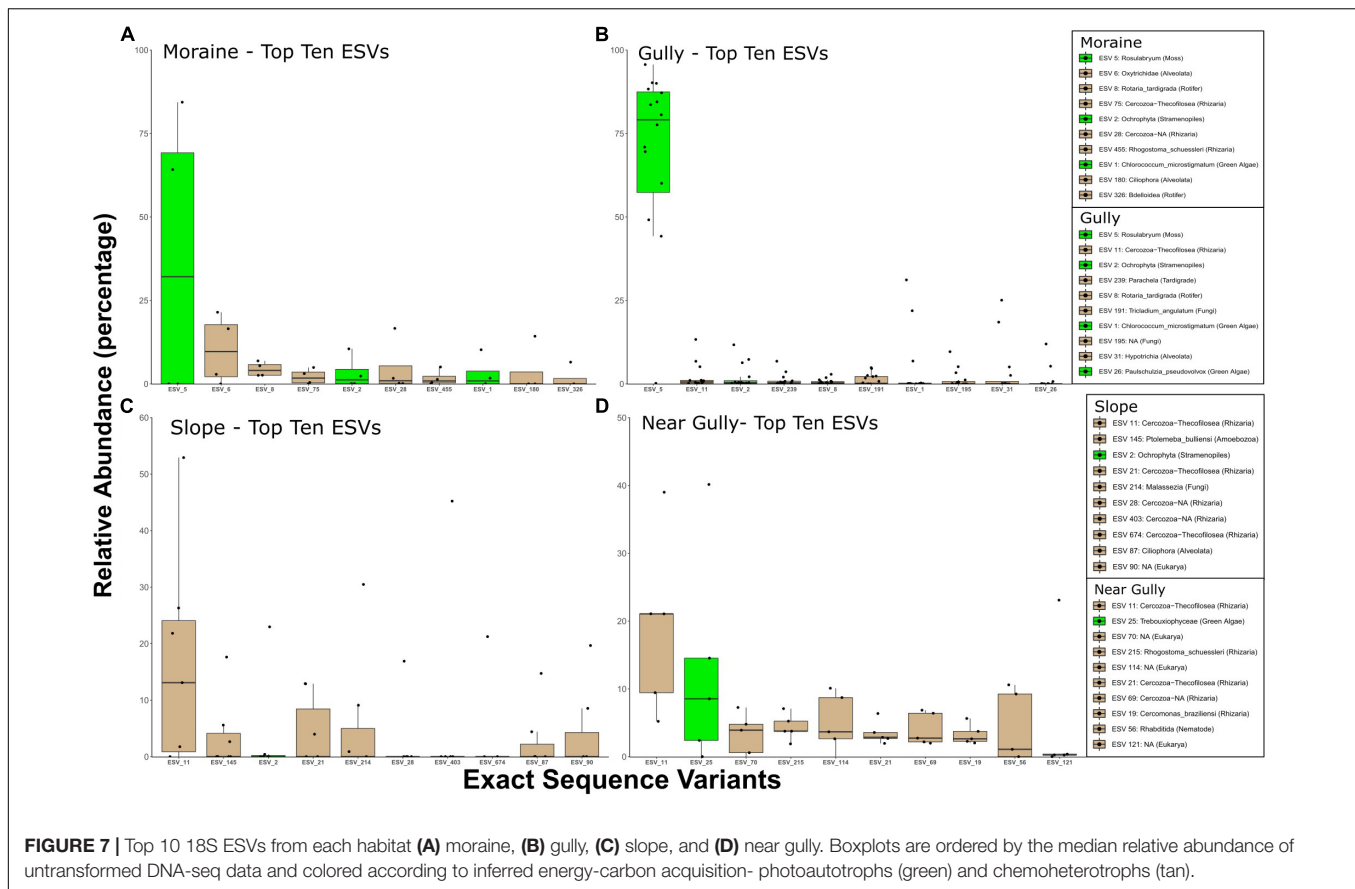 A
Moraine - Top Ten ESVs
100
75
50
25
0
ESV_5 ESV_6 ESV_8 ESV_75 ESV_2 ESV_28 ESV_455 ESV_1 ESV_180 ESV_326
B
Gully - Top Ten ESVs
100
75
50
25
0
ESV_5 ESV_11 ESV_2 ESV_239 ESV_8 ESV_191 ESV_1 ESV_195 ESV_31 ESV_26
Moraine
ESV 5: Rosulabryum (Moss)
ESV 6: Oxytrichidae (Alveolata)
ESV 8: Rotaria_tardigrada (Rotifer)
ESV 75: Cercozoa-Thecofilosea (Rhizaria)
ESV 2: Ochrophyta (Stramenopiles)
ESV 28: Cercozoa-NA (Rhizaria)
ESV 455: Rhogostoma_schuessleri (Rhizaria)
ESV 1: Chlorococcum_microstigmatum (Green Algae)
ESV 180: Ciliophora (Alveolata)
ESV 326: Bdelloidea (Rotifer)
Gully
ESV 5: Rosulabryum (Moss)
ESV 11: Cercozoa-Thecofilosea (Rhizaria)
ESV 2: Ochrophyta (Stramenopiles)
ESV 239: Parachela (Tardigrade)
ESV 8: Rotaria_tardigrada (Rotifer)
ESV 191: Tricladium_angulatum (Fungi)
ESV 1: Chlorococcum_microstigmatum (Green Algae)
ESV 195: NA (Fungi)
ESV 31: Hypotrichia (Alveolata)
ESV 26: Paulschulzia_pseudovolvox (Green Algae)
Relative Abundance (percentage)
C
Slope - Top Ten ESVs
60
50
40
30
20
10
0
ESV_11 ESV_145 ESV_2 ESV_21 ESV_214 ESV_28 ESV_403 ESV_674 ESV_87 ESV_90
D
Near Gully- Top Ten ESVs
50
40
30
20
10
0
ESV_11 ESV_25 ESV_70 ESV_215 ESV_114 ESV_21 ESV_69 ESV_19 ESV_56 ESV_121
Slope
ESV 11: Cercozoa-Thecofilosea (Rhizaria)
ESV 145: Ptolemeba_bulliensi (Amoebozoa)
ESV 2: Ochrophyta (Stramenopiles)
ESV 21: Cercozoa-Thecofilosea (Rhizaria)
ESV 214: Malassezia (Fungi)
ESV 28: Cercozoa-NA (Rhizaria)
ESV 403: Cercozoa-NA (Rhizaria)
ESV 674: Cercozoa-Thecofilosea (Rhizaria)
ESV 87: Ciliophora (Alveolata)
ESV 90: NA (Eukarya)
Near Gully
ESV 11: Cercozoa-Thecofilosea (Rhizaria)
ESV 25: Trebouxiophyceae (Green Algae)
ESV 70: NA (Eukarya)
ESV 215: Rhogostoma_schuessleri (Rhizaria)
ESV 114: NA (Eukarya)
ESV 21: Cercozoa-Thecofilosea (Rhizaria)
ESV 69: Cercozoa-NA (Rhizaria)
ESV 19: Cercomonas_braziliensi (Rhizaria)
ESV 56: Rhabditida (Nematode)
ESV 121: NA (Eukarya)
Exact Sequence Variants
FIGURE 7 | Top 10 18S ESVs from each habitat (A) moraine, (B) gully, (C) slope, and (D) near gully. Boxplots are ordered by the median relative abundance of
untransformed DNA-seq data and colored according to inferred energy-carbon acquisition- photoautotrophs (green) and chemoheterotrophs (tan).